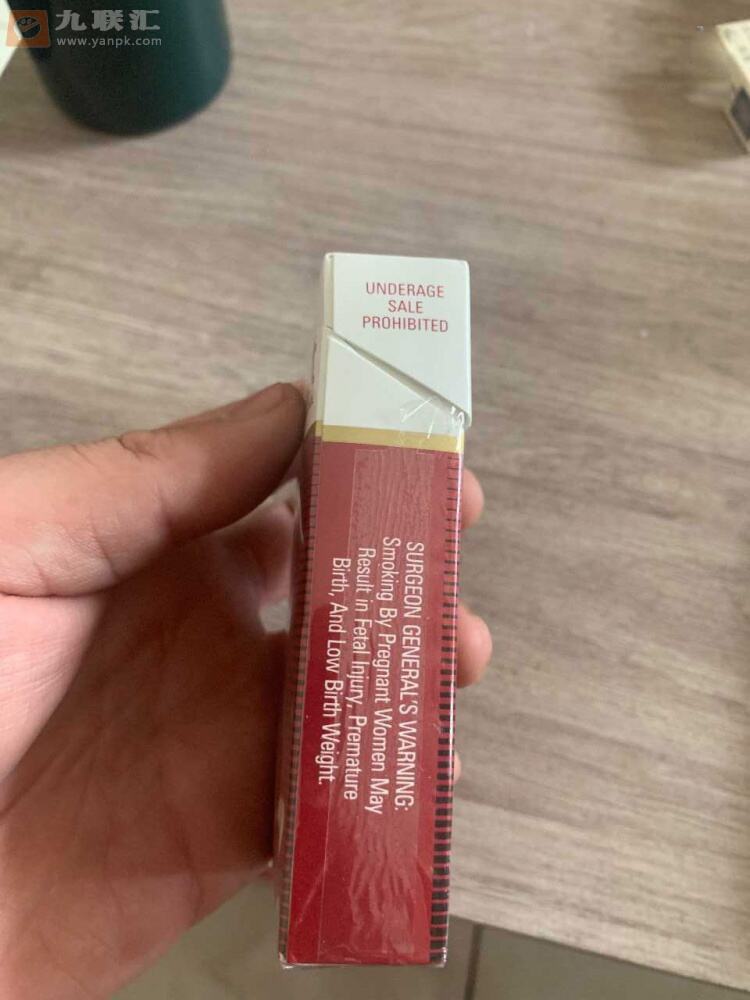 九联汇
www.yanpk.com
UNDERAGE
SALE
PROHIBITED
SURGEON GENERAL'S WARNING:
Smoking By Pregnant Women May
Result in Fetal Injury, Premature
Birth, And Low Birth Weight.